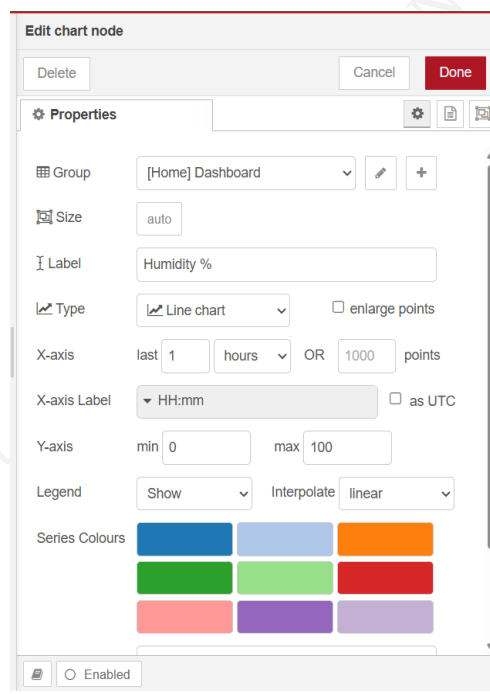 Edit chart node
Delete Cancel Done
Properties
Group [Home] Dashboard
Size auto
Label Humidity %
Type Line chart enlarge points
X-axis last 1 hours OR 1000 points
X-axis Label HH:mm as UTC
Y-axis min 0 max 100
Legend Show Interpolate linear
Series Colours
Enabled